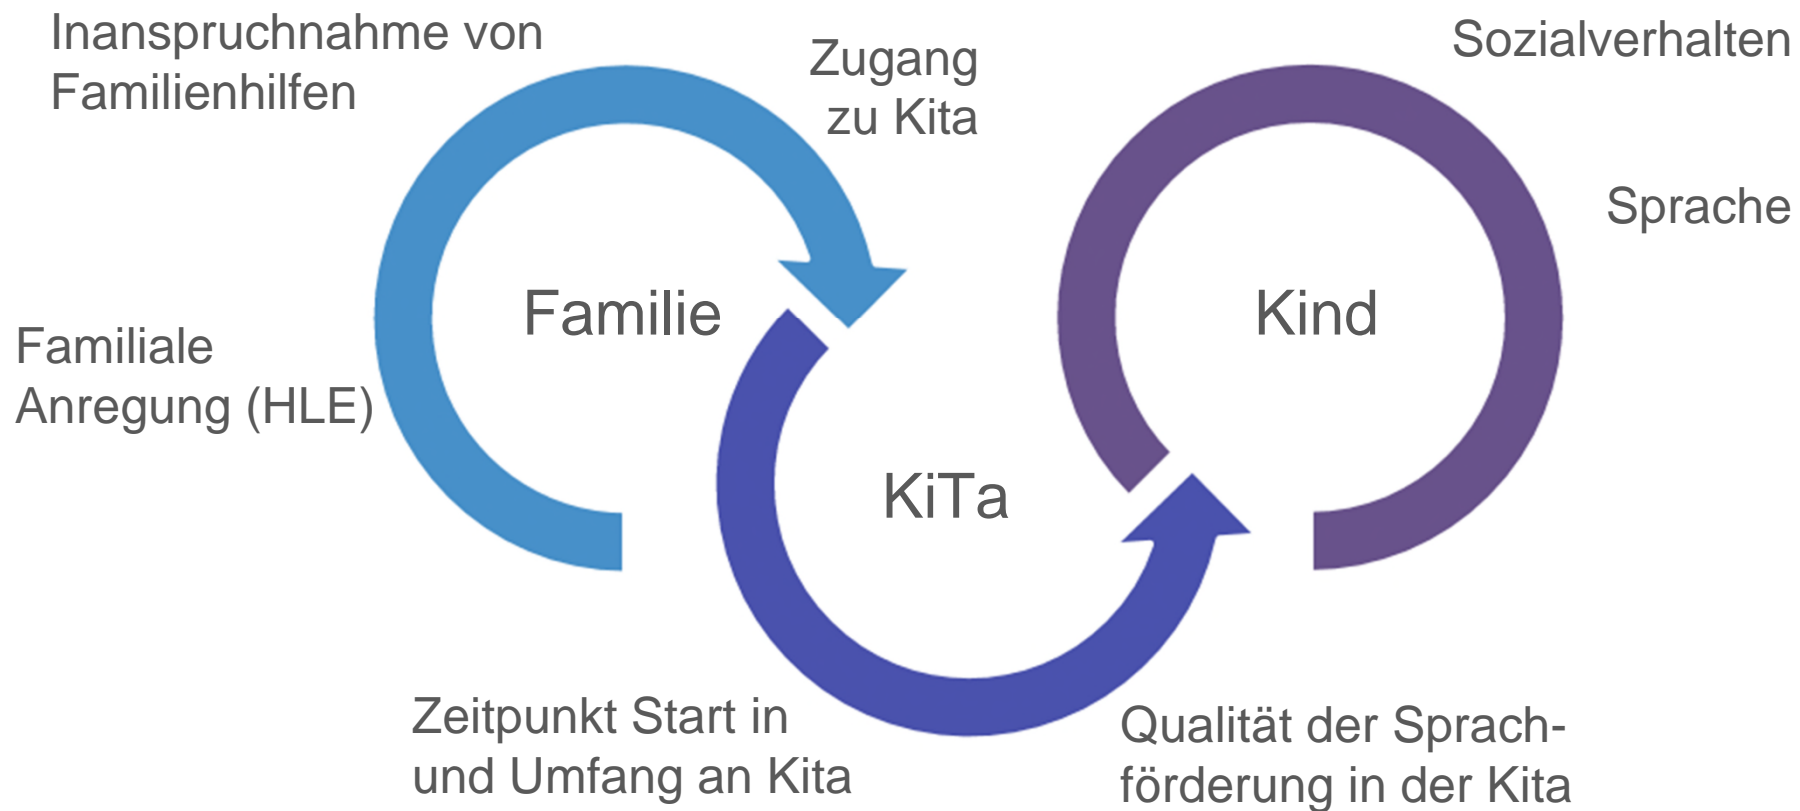 Inanspruchnahme von
Familienhilfen
Zugang
zu Kita
Sozialverhalten
Sprache
Familie
Kind
Familiale
Anregung (HLE)
KiTa
Zeitpunkt Start in
und Umfang an Kita
Qualität der Sprach-
förderung in der Kita